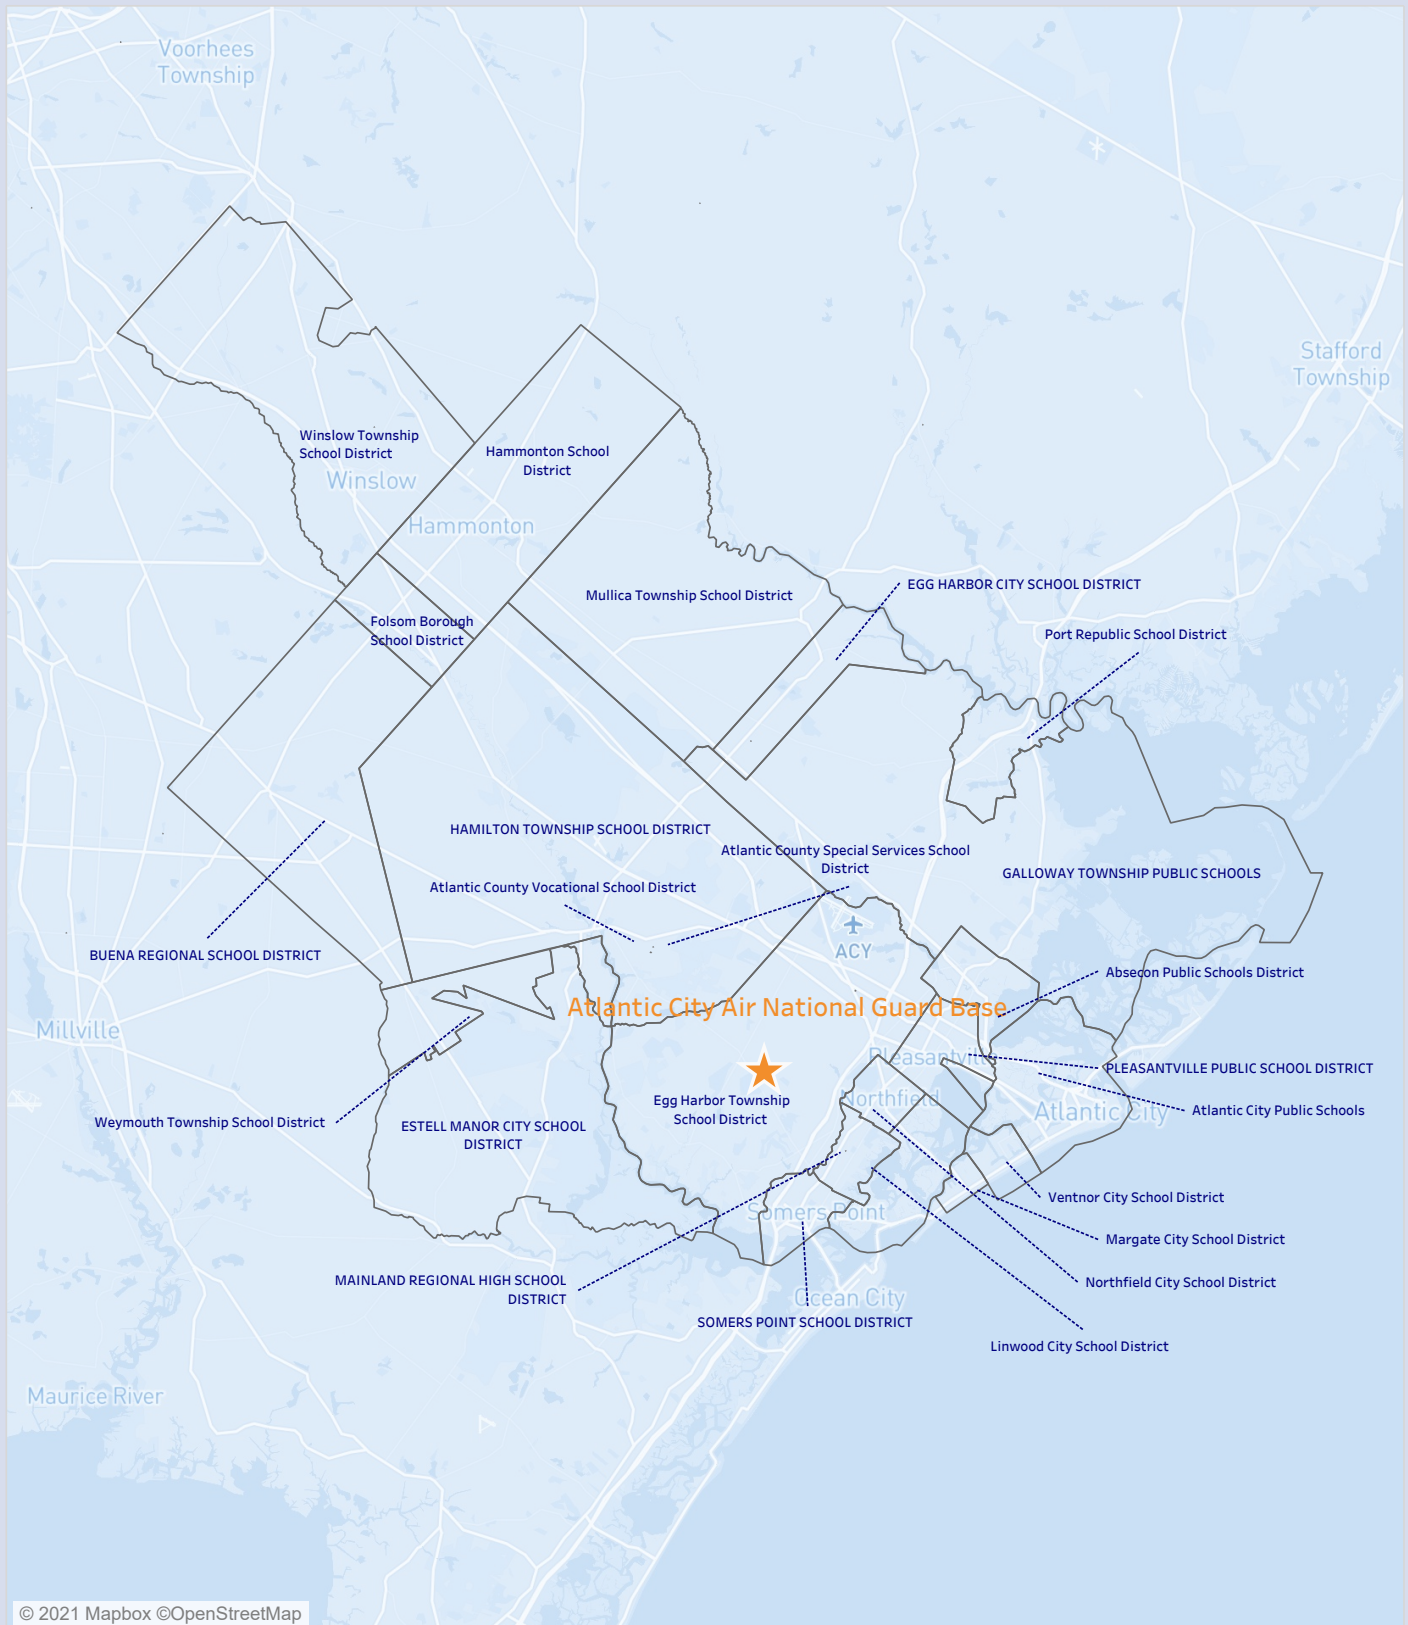 Voorhees
Township
Stafford
Township
Winslow Township
School District
Winslow
Hammonton School
District
Hammonton
EGG HARBOR CITY SCHOOL DISTRICT
Mullica Township School District
Folsom Borough
School District
Port Republic School District
HAMILTON TOWNSHIP SCHOOL DISTRICT
Atlantic County Special Services School
District
GALLOWAY TOWNSHIP PUBLIC SCHOOLS
Atlantic County Vocational School District
BUENA REGIONAL SCHOOL DISTRICT
ACY
Absecon Public Schools District
Atlantic City Air National Guard Base
Millville
Pleasantville
PLEASANTVILLE PUBLIC SCHOOL DISTRICT
Egg Harbor Township
School District
Northfield
Atlantic City
Atlantic City Public Schools
Weymouth Township School District
ESTELL MANOR CITY SCHOOL
DISTRICT
Ventnor City School District
Somers Point
Margate City School District
MAINLAND REGIONAL HIGH SCHOOL
DISTRICT
Northfield City School District
Ocean City
SOMERS POINT SCHOOL DISTRICT
Linwood City School District
Maurice River
© 2021 Mapbox ©OpenStreetMap